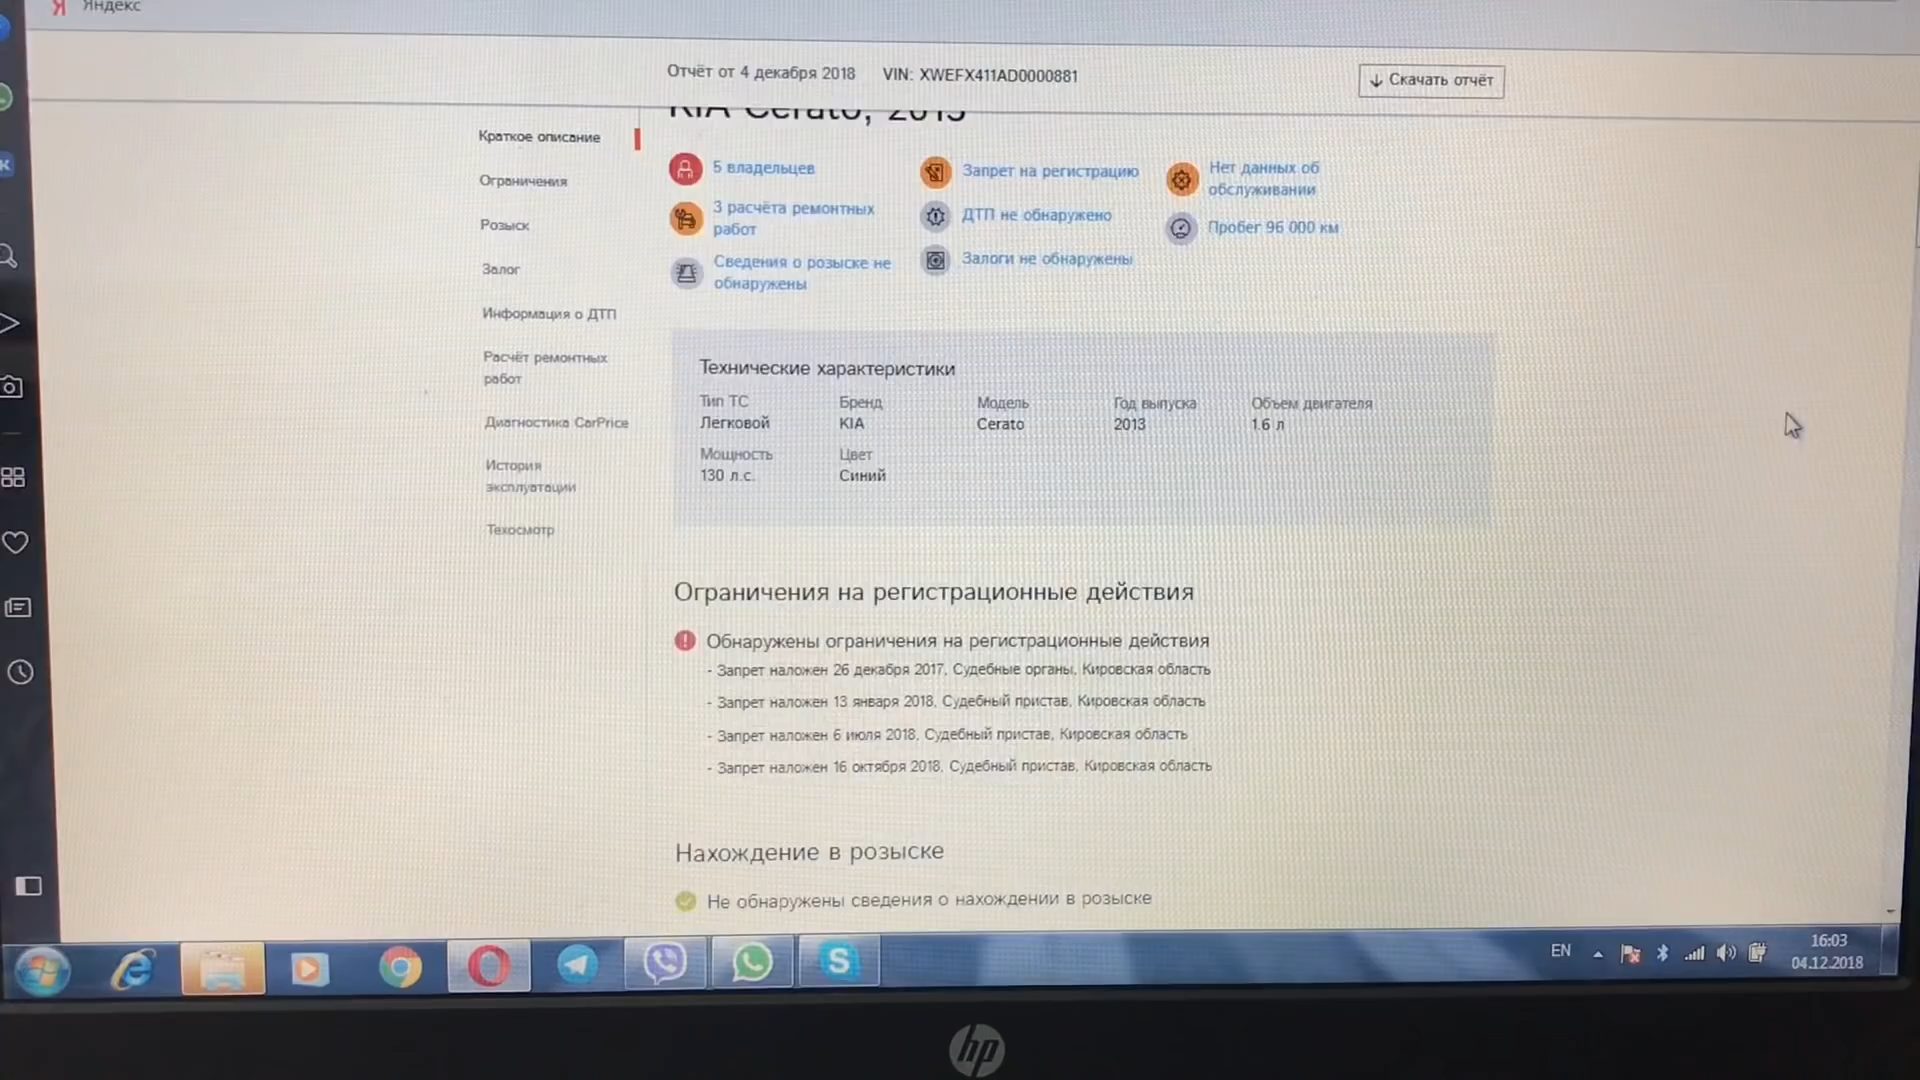 Яндекс
Отчёт от 4 декабря 2018 VIN: XWEFX411AD0000881
↓ Скачать отчёт
KIA Cerato, 2013
Краткое описание
Ограничения
Розыск
Залог
Информация о ДТП
Расчёт ремонтных
работ
Диагностика CarPrice
История
эксплуатации
Техосмотр
5 владельцев
3 расчёта ремонтных
работ
Сведения о розыске не
обнаружены
Запрет на регистрацию
ДТП не обнаружено
Залоги не обнаружены
Нет данных об
обслуживании
Пробег 96 000 км
Технические характеристики
Тип ТС Бренд Модель Год выпуска Объем двигателя
Легковой KIA Cerato 2013 1.6 л
Мощность Цвет
130 л.с. Синий
Ограничения на регистрационные действия
Обнаружены ограничения на регистрационные действия
- Запрет наложен 26 декабря 2017, Судебные органы, Кировская область
- Запрет наложен 13 января 2018, Судебный пристав, Кировская область
- Запрет наложен 6 июля 2018, Судебный пристав, Кировская область
- Запрет наложен 16 октября 2018, Судебный пристав, Кировская область
Нахождение в розыске
Не обнаружены сведения о нахождении в розыске
EN
16:03
04.12.2018
hp